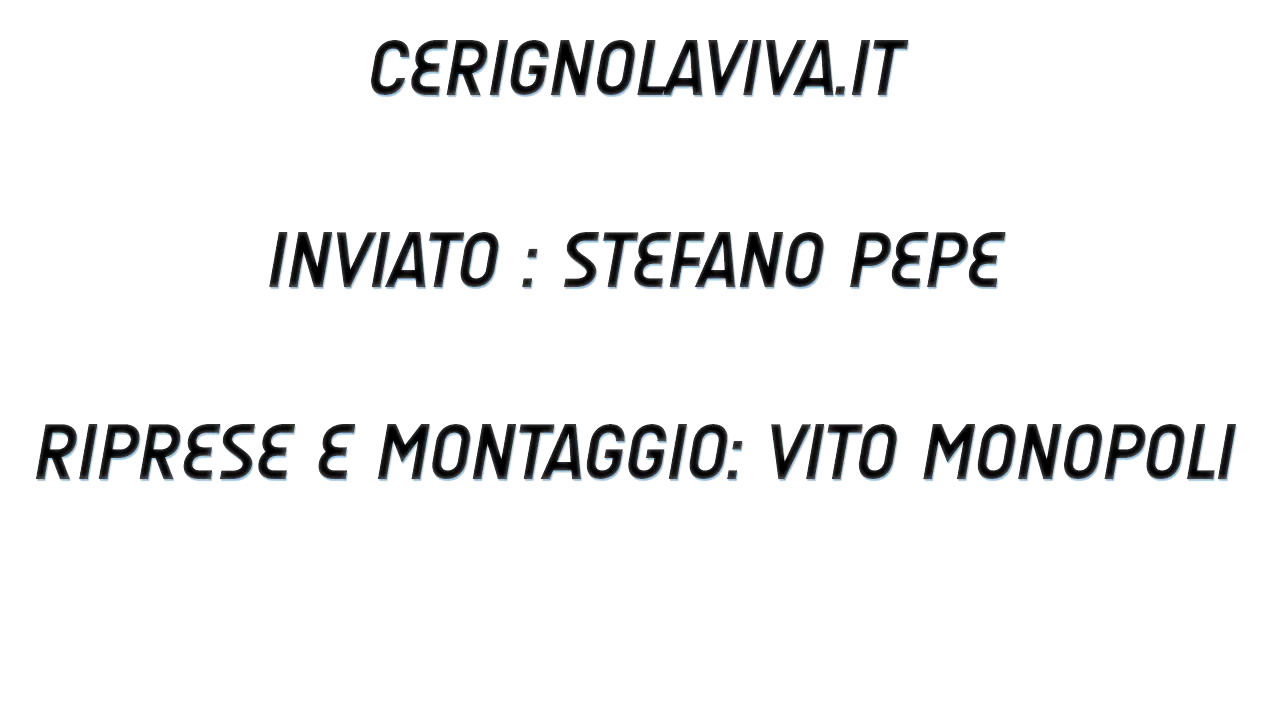 CERIGNOLAVIVA.IT
INVIATO : STEFANO PEPE
RIPRESE E MONTAGGIO: VITO MONOPOLI